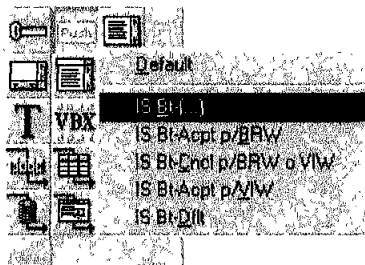 Push
Default
IS Bt-(...)
T VBX
IS Bt-Acpt p/BRW
IS Bt-Cncl p/BRW o VIW
IS Bt-Acpt p/VIW
IS Bt-Dflt